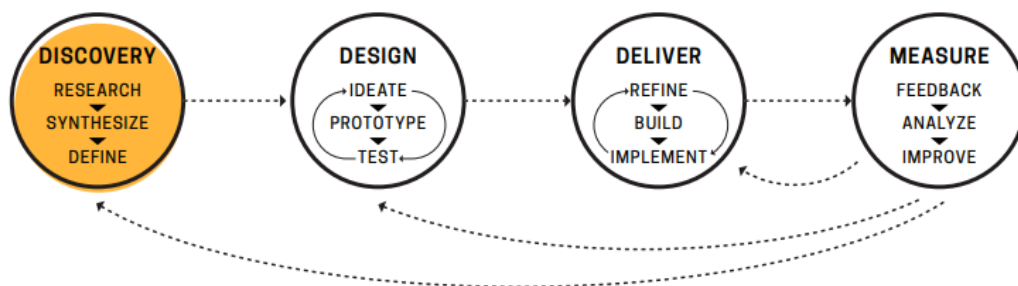 DISCOVERY
RESEARCH
SYNTHESIZE
DEFINE
DESIGN
IDEATE
PROTOTYPE
TEST
DELIVER
REFINE
BUILD
IMPLEMENT
MEASURE
FEEDBACK
ANALYZE
IMPROVE